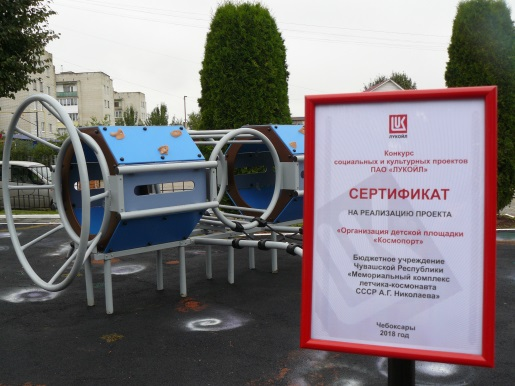 ЛУКОЙЛ
Конкурс
социальных и культурных проектов
ПАО «ЛУКОЙЛ»
СЕРТИФИКАТ
НА РЕАЛИЗАЦИЮ ПРОЕКТА
«Организация детской площадки
«Космопорт»
Бюджетное учреждение
Чувашской Республики
«Мемориальный комплекс
летчика-космонавта
СССР А.Г. Николаева»
Чебоксары
2018 год